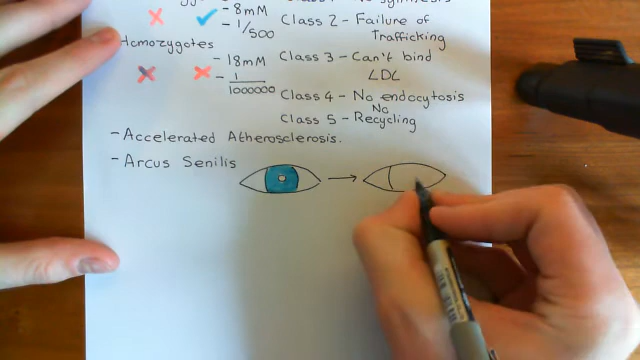 - 8mM
- 1/500
Class 2 - Failure of
Trafficking
Homozygotes
- 18mM
- 1
1000000
Class 3 - Can't bind
LDL
Class 4 - No endocytosis
No
Class 5 - Recycling
- Accelerated Atherosclerosis.
- Arcus Senilis